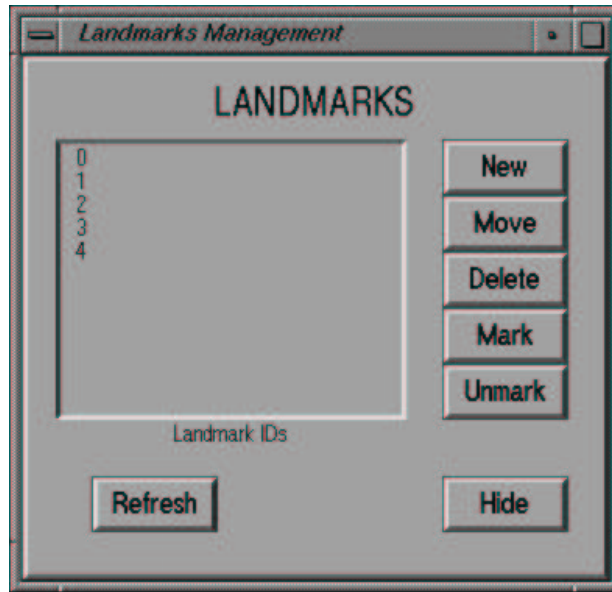 Landmarks Management
LANDMARKS
0
1
2
3
4
Landmark IDs
New
Move
Delete
Mark
Unmark
Refresh
Hide